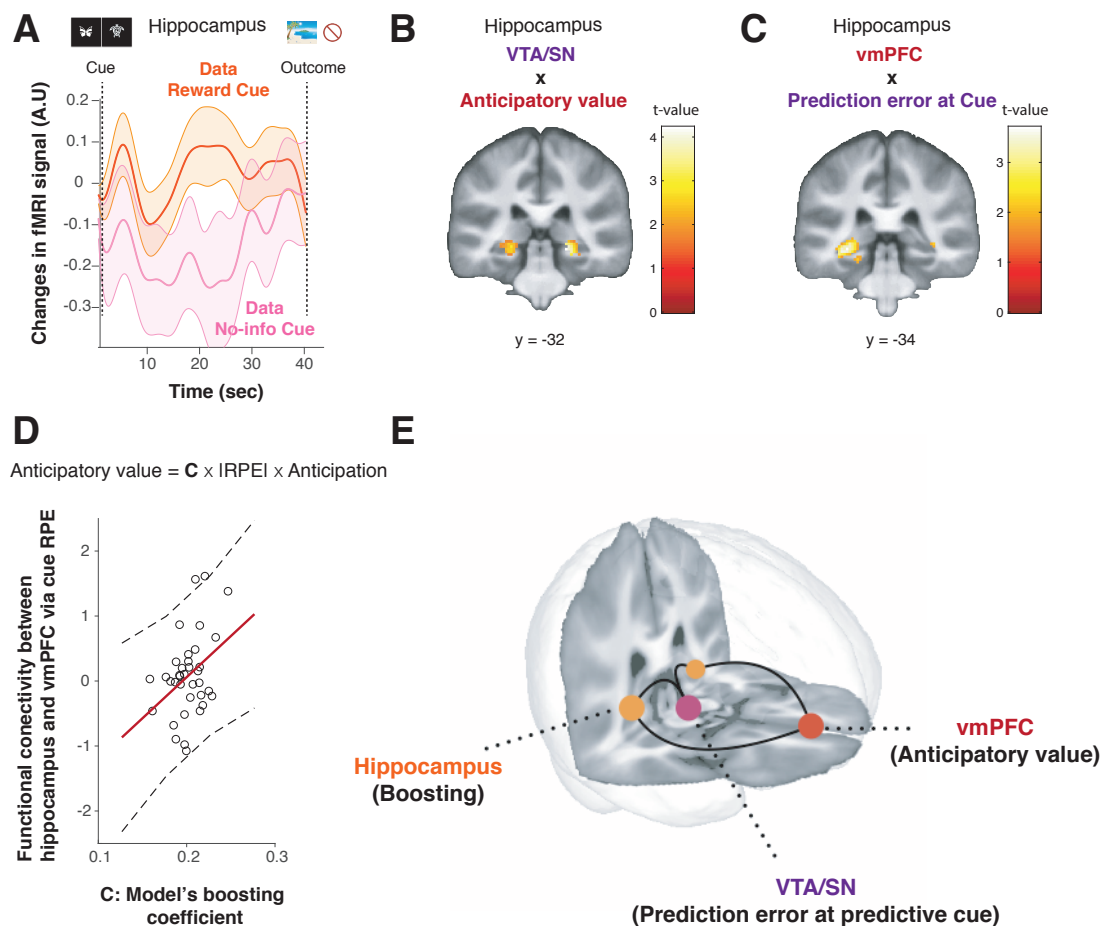 A
Hippocampus
Cue
Outcome
Data
Reward Cue
Data
No-info Cue
Changes in fMRI signal (A.U)
0.2
0.1
0
-0.1
-0.2
-0.3
10
20
30
40
Time (sec)
B
Hippocampus
VTA/SN
x
Anticipatory value
t-value
4
3
2
1
0
y = -32
C
Hippocampus
vmPFC
x
Prediction error at Cue
t-value
3
2
1
0
y = -34
D
Anticipatory value = C x |RPE| x Anticipation
Functional conectivity between
hippocampus and vmPFC via cue RPE
2
1
0
-1
-2
0.1
0.2
0.3
C: Model's boosting
coefficient
E
Hippocampus
(Boosting)
vmPFC
(Anticipatory value)
VTA/SN
(Prediction error at predictive cue)